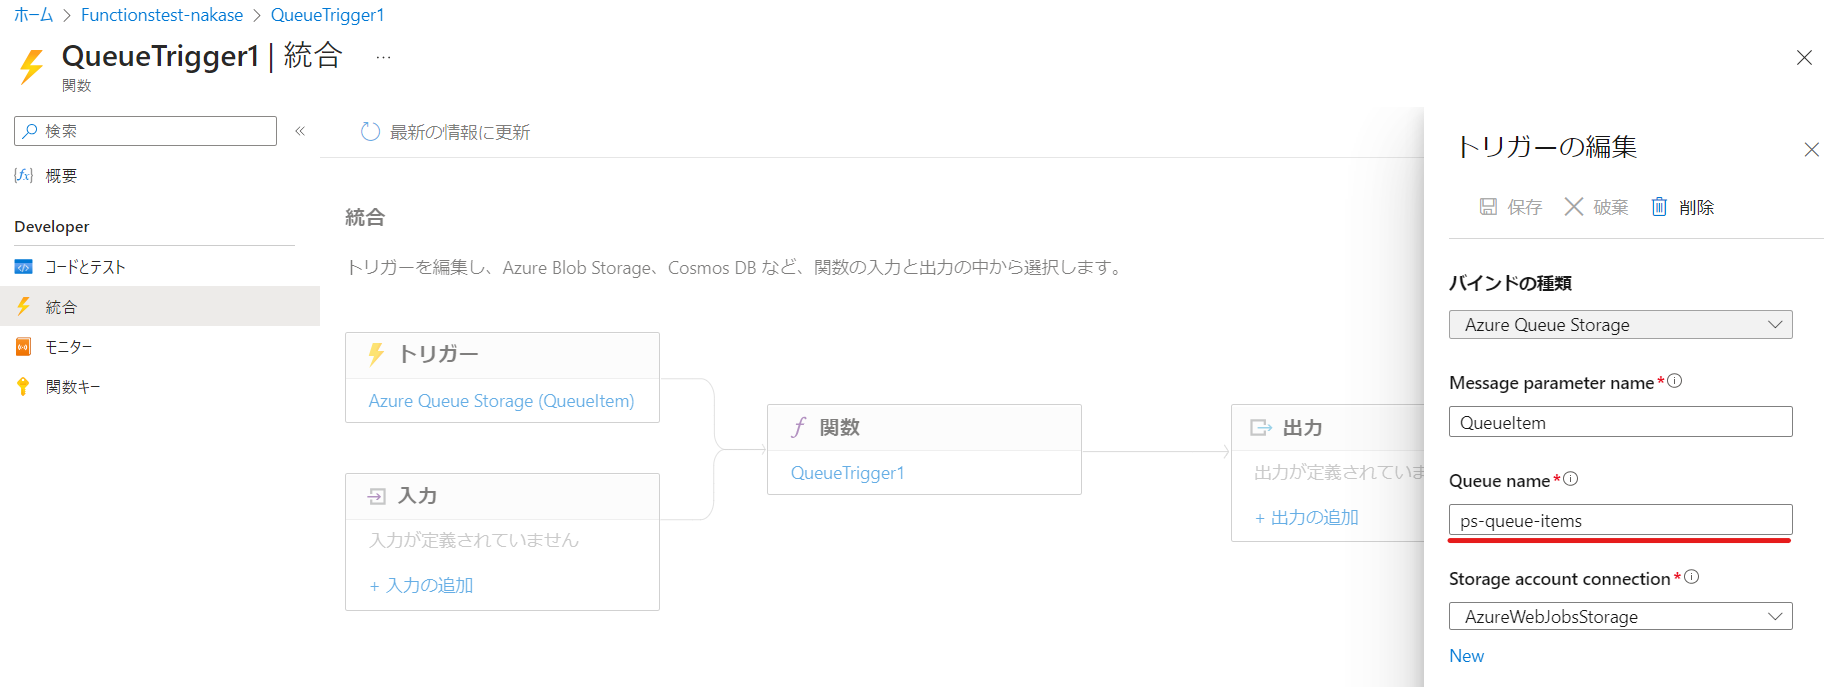 ホーム > Functionstest-nakase > QueueTrigger1
QueueTrigger1 | 統合 …
関数
検索
«
概要
Developer
コードとテスト
統合
モニター
関数キー
最新の情報に更新
統合
トリガーを編集し、Azure Blob Storage、Cosmos DB など、関数の入力と出力の中から選択します。
トリガー
Azure Queue Storage (QueueItem)
入力
入力が定義されていません
+ 入力の追加
関数
QueueTrigger1
出力
出力が定義されていま
+ 出力の追加
トリガーの編集
保存 破棄 削除
バインドの種類
Azure Queue Storage
Message parameter name*
QueueItem
Queue name*
ps-queue-items
Storage account connection*
AzureWebJobsStorage
New